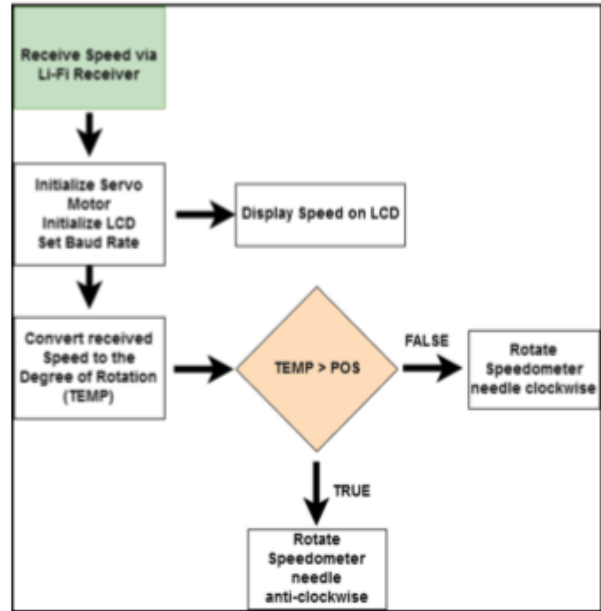 Receive Speed via
Li-Fi Receiver
Initialize Servo
Motor
Initialize LCD
Set Baud Rate
Display Speed on LCD
Convert received
Speed to the
Degree of Rotation
(TEMP)
TEMP > POS
FALSE
Rotate
Speedometer
needle clockwise
TRUE
Rotate
Speedometer
needle
anti-clockwise